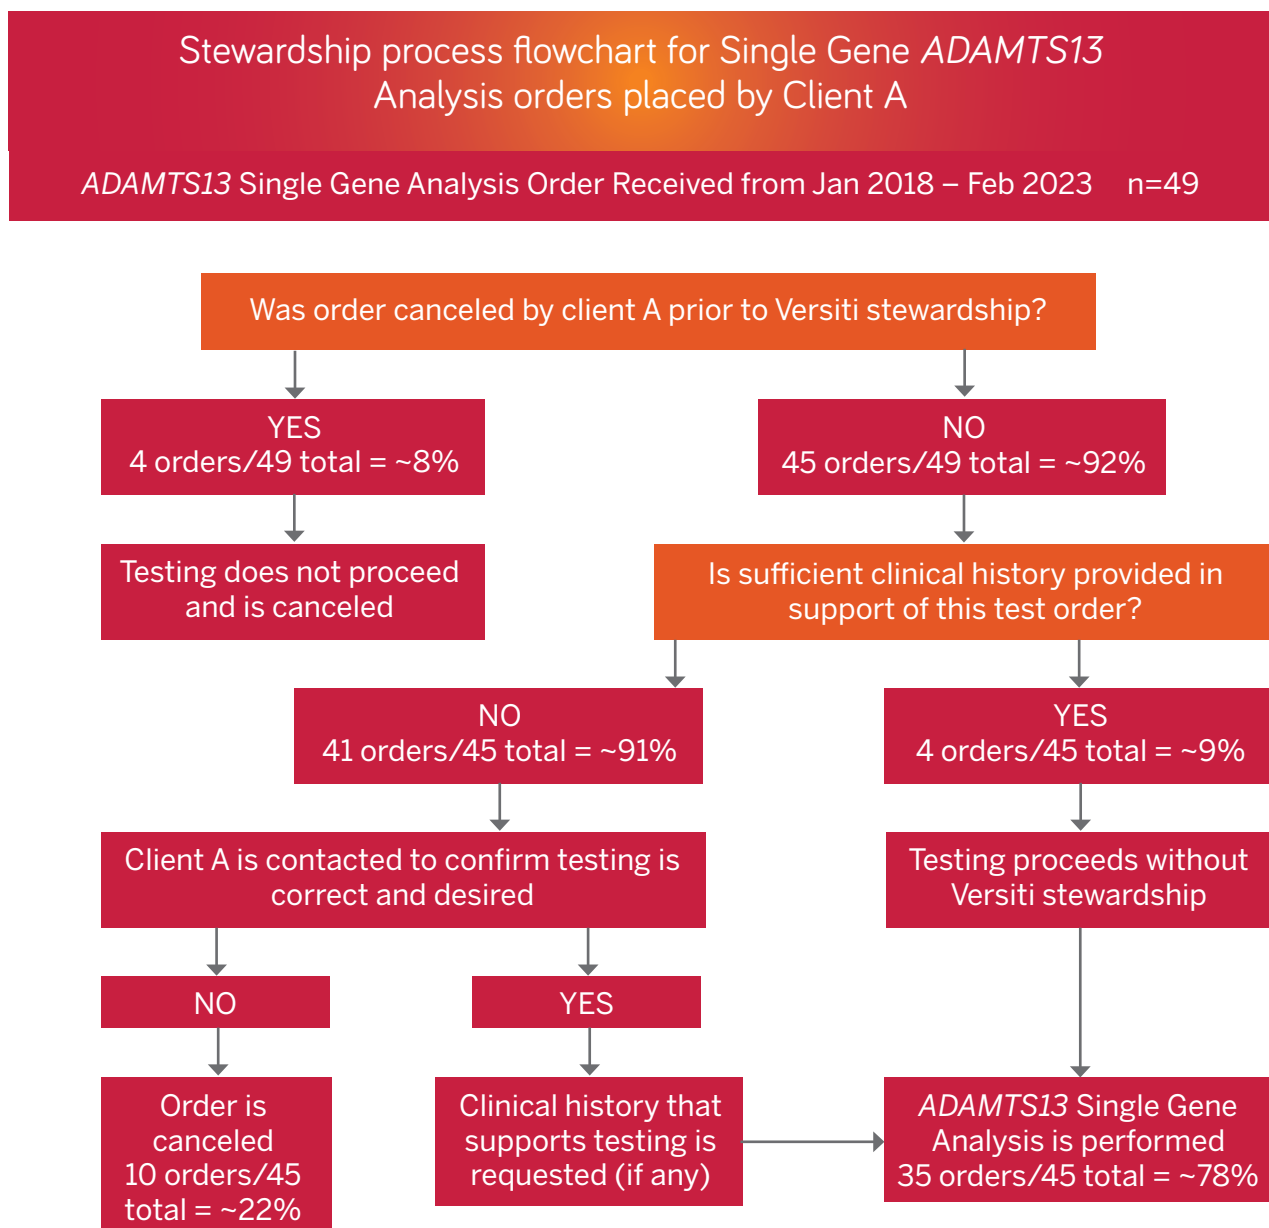 Stewardship process flowchart for Single Gene ADAMTS13
Analysis orders placed by Client A
ADAMTS13 Single Gene Analysis Order Received from Jan 2018 – Feb 2023 n=49
Was order canceled by client A prior to Versiti stewardship?
YES
4 orders/49 total = ~8%
NO
45 orders/49 total = ~92%
Testing does not proceed
and is canceled
Is sufficient clinical history provided in
support of this test order?
NO
41 orders/45 total = ~91%
YES
4 orders/45 total = ~9%
Client A is contacted to confirm testing is
correct and desired
Testing proceeds without
Versiti stewardship
NO
YES
Order is
canceled
10 orders/45
total = ~22%
Clinical history that
supports testing is
requested (if any)
ADAMTS13 Single Gene
Analysis is performed
35 orders/45 total = ~78%